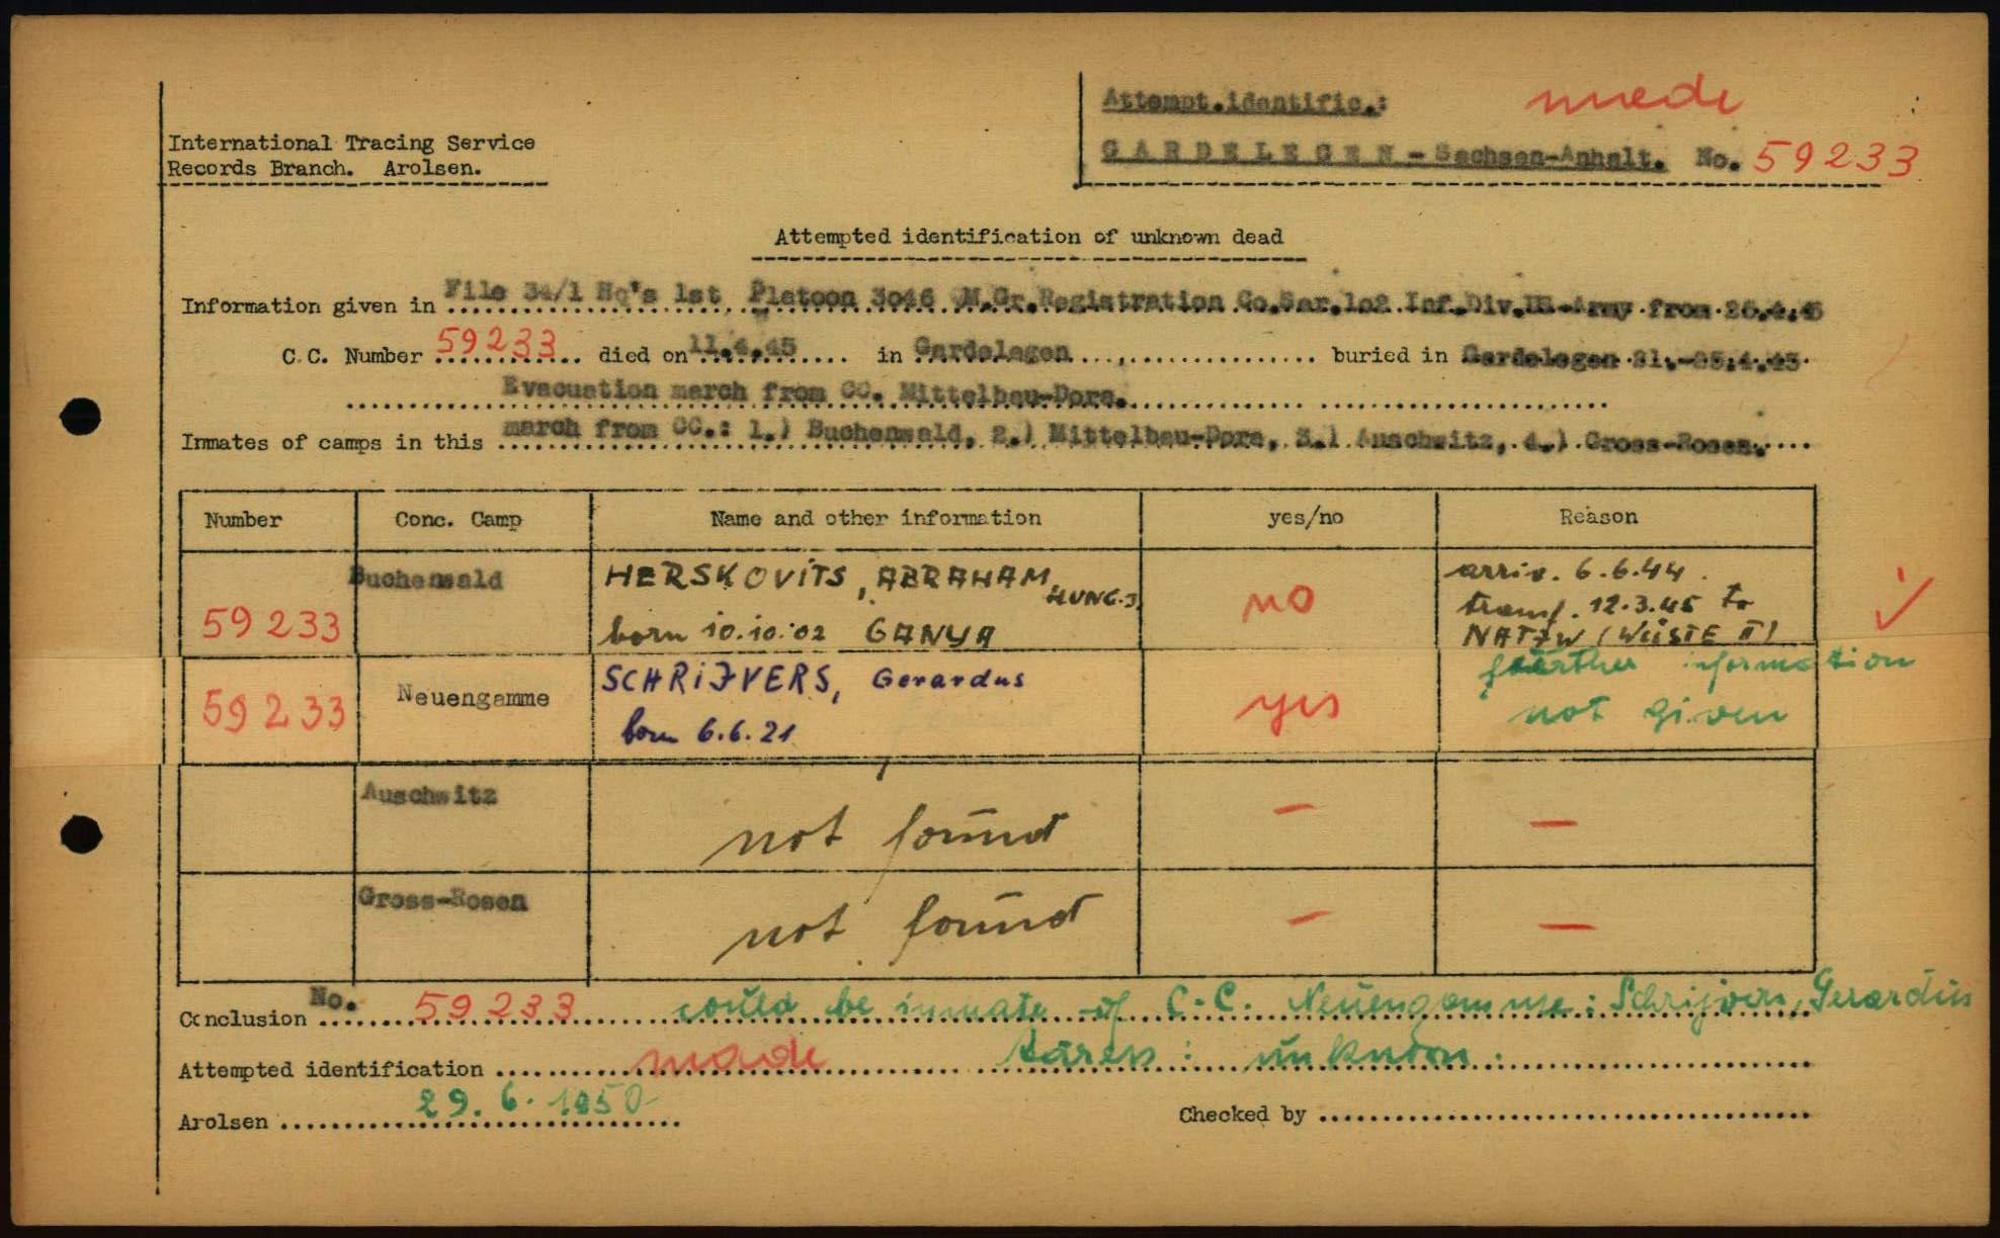 Attempt.identific.: made
International Tracing Service
Records Branch. Arolsen.
GARDELEGEN - Sachsen-Anhalt. No. 59233
Attempted identification of unknown dead
Information given in File 34/1 Hq's 1st Platoon 3046 QM.Gr.Registration Co.Sar.1o2 Inf.Div.IX-Army from 26.4.45
C.C. Number 59233 died on 11.4.45 in Gardelegen buried in Gardelegen 21.-25.4.45
Evacuation march from CC. Mittelbau-Dora.
Inmates of camps in this march from CC.: 1.) Buchenwald, 2.) Mittelbau-Dora, 3.) Auschwitz, 4.) Gross-Rosen.
Number Conc. Camp Name and other information yes/no Reason
Buchenwald HERSKOVITS, ABRAHAM, HUNG.J. arriv. 6.6.44.
59233 born 10.10.02 GANYA no transf. 12.3.45 to
NATZW (WÜSTE II)
59233 Neuengamme SCHRIJVERS, Gerardus yes further information
born 6.6.21 not given
Auschwitz not found – –
Gross-Rosen not found – –
Conclusion No. 59233 could be inmate of C.C. Neuengamme: Schrijvers, Gerardus
Attempted identification made unknown.
Arolsen 29.6.1950 Checked by